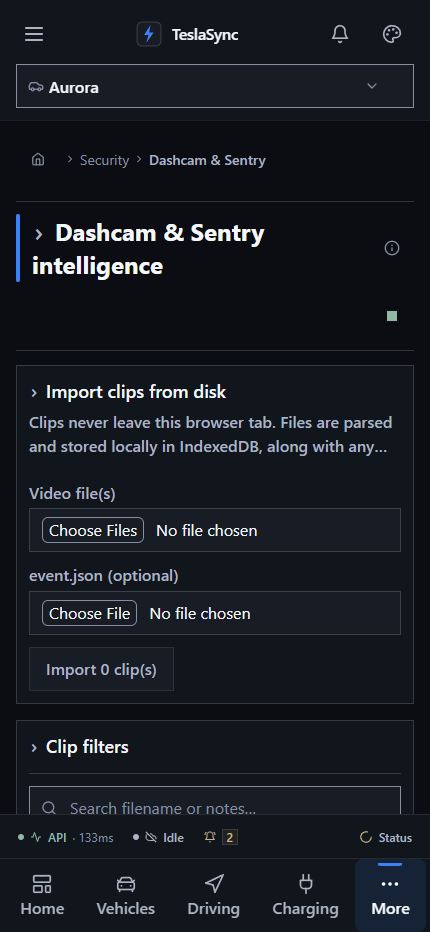 TeslaSync
Aurora
Security
Dashcam & Sentry
Dashcam & Sentry
intelligence
Import clips from disk
Clips never leave this browser tab. Files are parsed
and stored locally in IndexedDB, along with any...
Video file(s)
Choose Files No file chosen
event.json (optional)
Choose File No file chosen
Import 0 clip(s)
Clip filters
Search filename or notes...
API · 133ms Idle 2 Status
Home Vehicles Driving Charging More